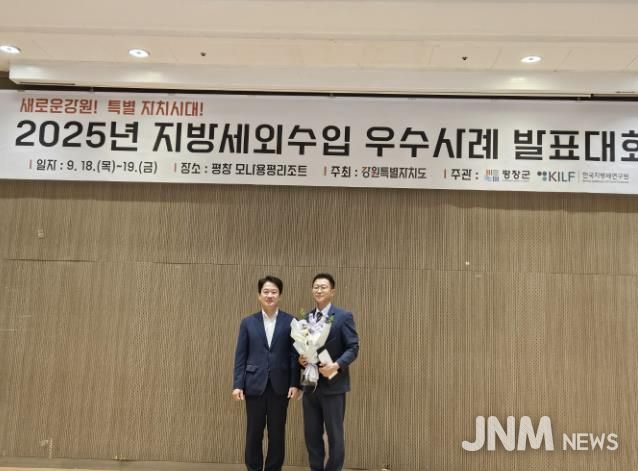 새로운강원! 특별 자치시대!
2025년 지방세외수입 우수사례 발표대회
일자 : 9. 18.(목)~19.(금) 장소 : 평창 모나용평리조트 주최 : 강원특별자치도 주관 : 평창군 KILF 한국지방세연구원
JNM NEWS